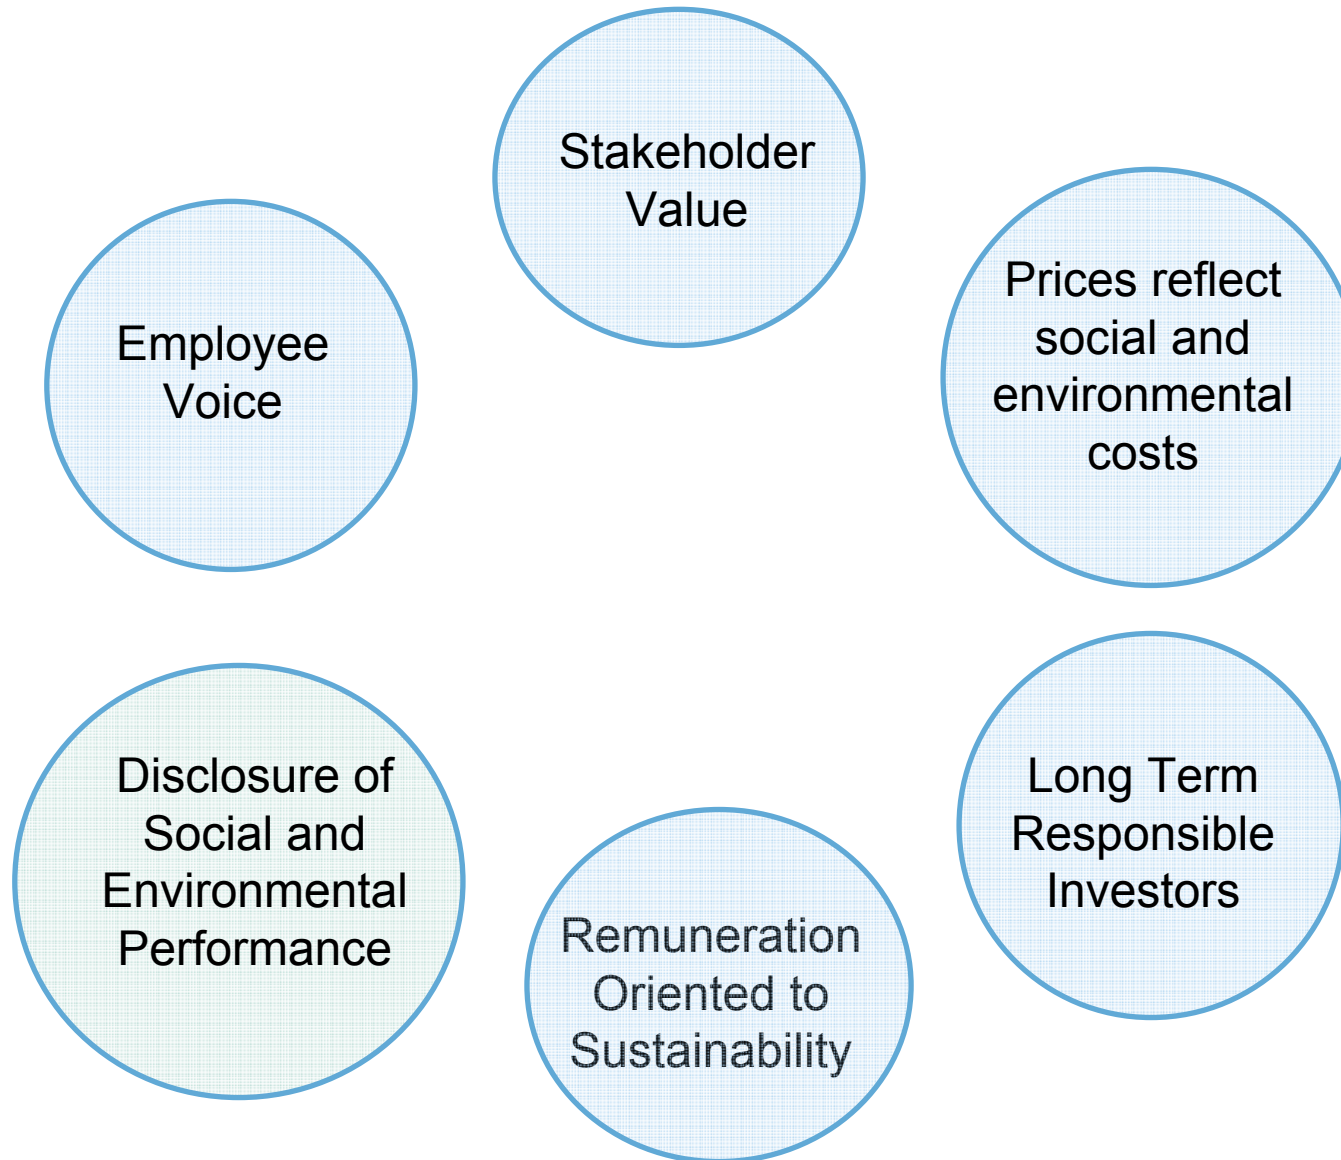 Stakeholder
Value
Employee
Voice
Prices reflect
social and
environmental
costs
Disclosure of
Social and
Environmental
Performance
Long Term
Responsible
Investors
Remuneration
Oriented to
Sustainability